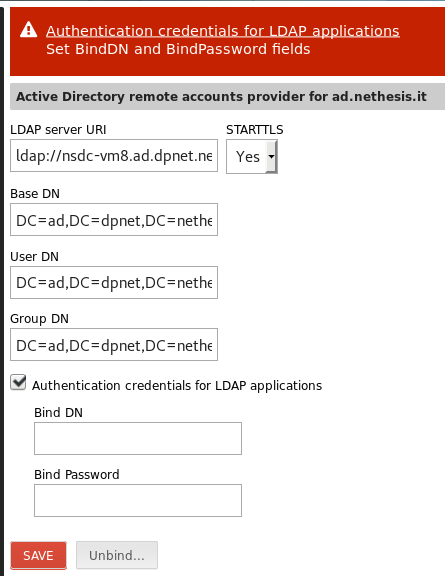 Authentication credentials for LDAP applications
Set BindDN and BindPassword fields
Active Directory remote accounts provider for ad.nethesis.it
LDAP server URI STARTTLS
ldap://nsdc-vm8.ad.dpnet.ne Yes
Base DN
DC=ad,DC=dpnet,DC=nethe
User DN
DC=ad,DC=dpnet,DC=nethe
Group DN
DC=ad,DC=dpnet,DC=nethe
Authentication credentials for LDAP applications
Bind DN
Bind Password
SAVE Unbind...